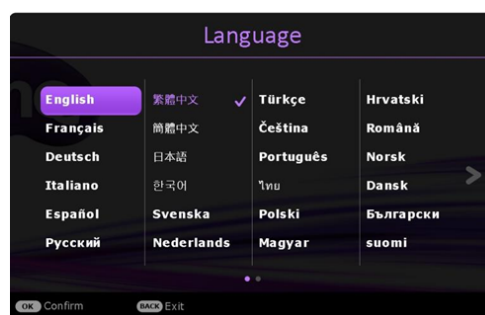 Language
English
Français
Deutsch
Italiano
Español
Русский
繁體中文
簡體中文
日本語
한국어
Svenska
Nederlands
Türkçe
Čeština
Português
ไทย
Polski
Magyar
Hrvatski
Română
Norsk
Dansk
Български
suomi
OK Confirm
BACK Exit